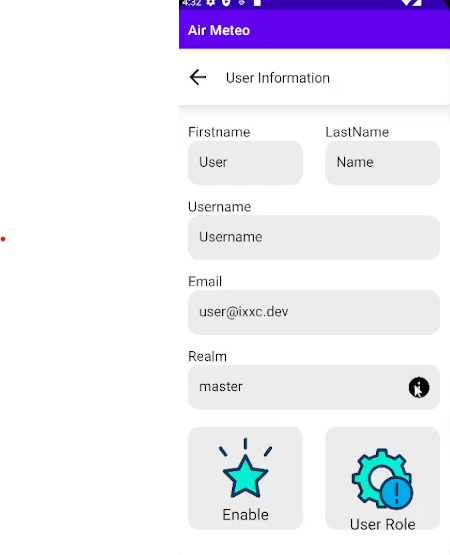 4:32
Air Meteo
User Information
Firstname LastName
User Name
Username
Username
Email
user@ixxc.dev
Realm
master
Enable
User Role